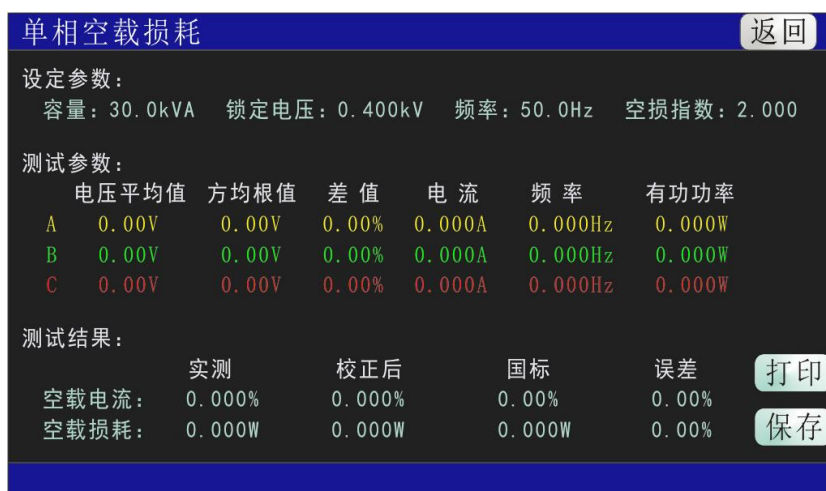 单相空载损耗 返回
设定参数：
容量：30.0kVA 锁定电压：0.400kV 频率：50.0Hz 空损指数：2.000
测试参数：
电压平均值 方均根值 差 值 电 流 频 率 有功功率
A 0.00V 0.00V 0.00% 0.000A 0.000Hz 0.000W
B 0.00V 0.00V 0.00% 0.000A 0.000Hz 0.000W
C 0.00V 0.00V 0.00% 0.000A 0.000Hz 0.000W
测试结果：
实测 校正后 国标 误差
打印
空载电流： 0.000% 0.000% 0.00% 0.00%
空载损耗： 0.000W 0.000W 0.000W 0.00%
保存